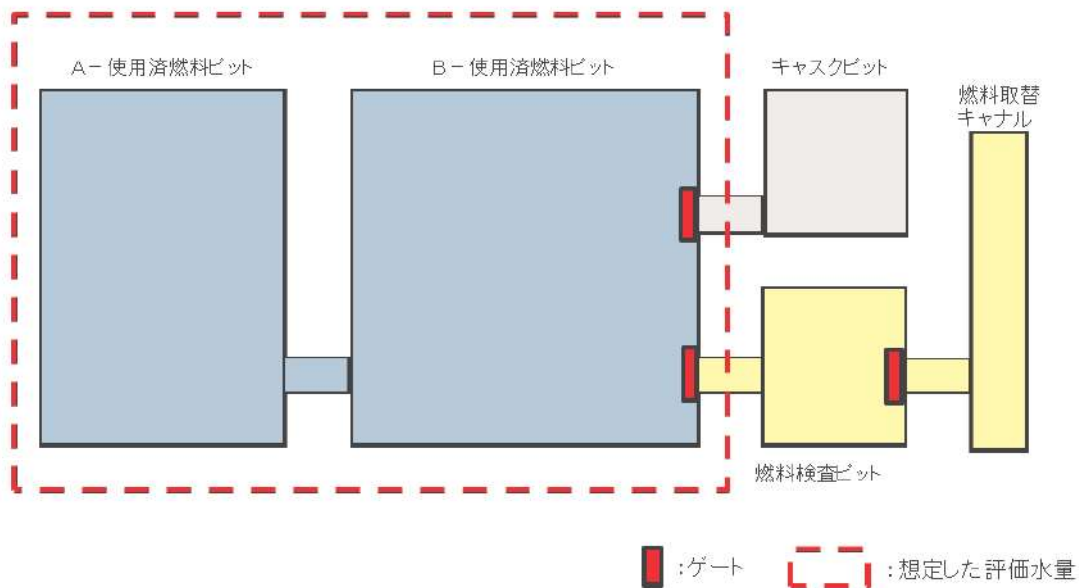 A-使用済燃料ピット
B-使用済燃料ピット
キャスクピット
燃料取替
キャナル
燃料検査ピット
:ゲート
:想定した評価水量